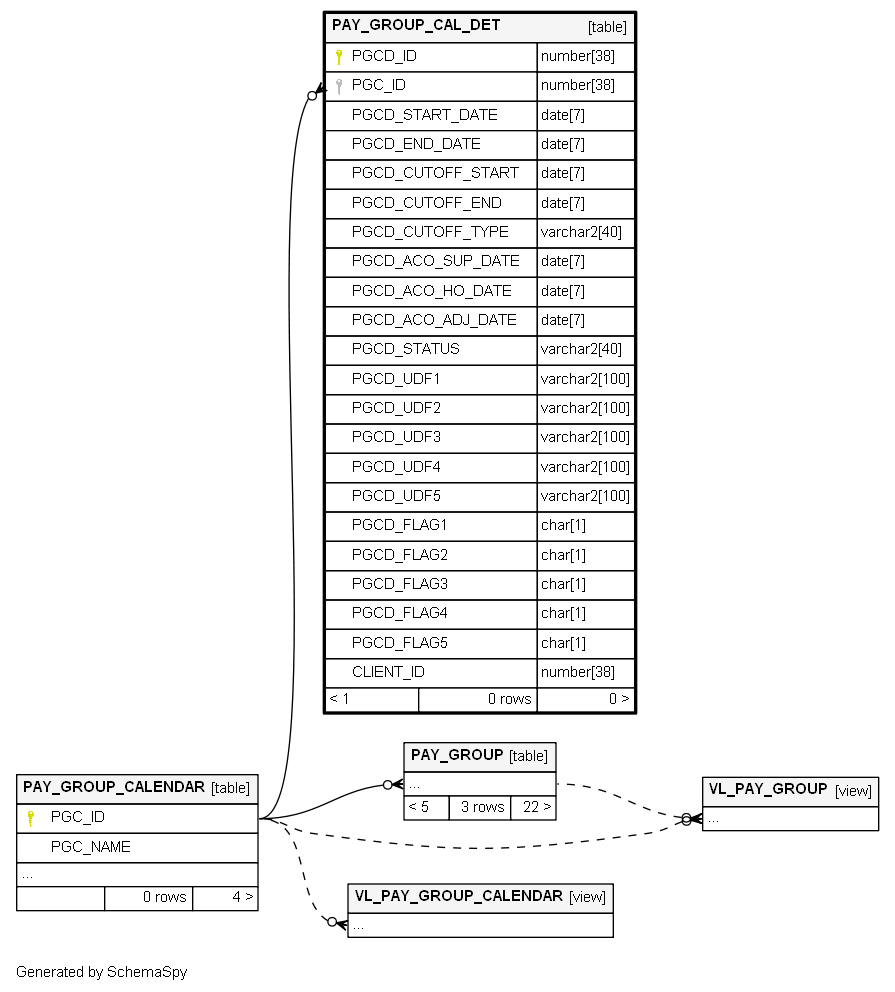 PAY_GROUP_CAL_DET [table]
PGCD_ID number[38]
PGC_ID number[38]
PGCD_START_DATE date[7]
PGCD_END_DATE date[7]
PGCD_CUTOFF_START date[7]
PGCD_CUTOFF_END date[7]
PGCD_CUTOFF_TYPE varchar2[40]
PGCD_ACO_SUP_DATE date[7]
PGCD_ACO_HO_DATE date[7]
PGCD_ACO_ADJ_DATE date[7]
PGCD_STATUS varchar2[40]
PGCD_UDF1 varchar2[100]
PGCD_UDF2 varchar2[100]
PGCD_UDF3 varchar2[100]
PGCD_UDF4 varchar2[100]
PGCD_UDF5 varchar2[100]
PGCD_FLAG1 char[1]
PGCD_FLAG2 char[1]
PGCD_FLAG3 char[1]
PGCD_FLAG4 char[1]
PGCD_FLAG5 char[1]
CLIENT_ID number[38]
< 1 0 rows 0 >
PAY_GROUP [table]
...
< 5 3 rows 22 >
PAY_GROUP_CALENDAR [table]
PGC_ID
PGC_NAME
...
0 rows 4 >
VL_PAY_GROUP [view]
...
VL_PAY_GROUP_CALENDAR [view]
...
Generated by SchemaSpy